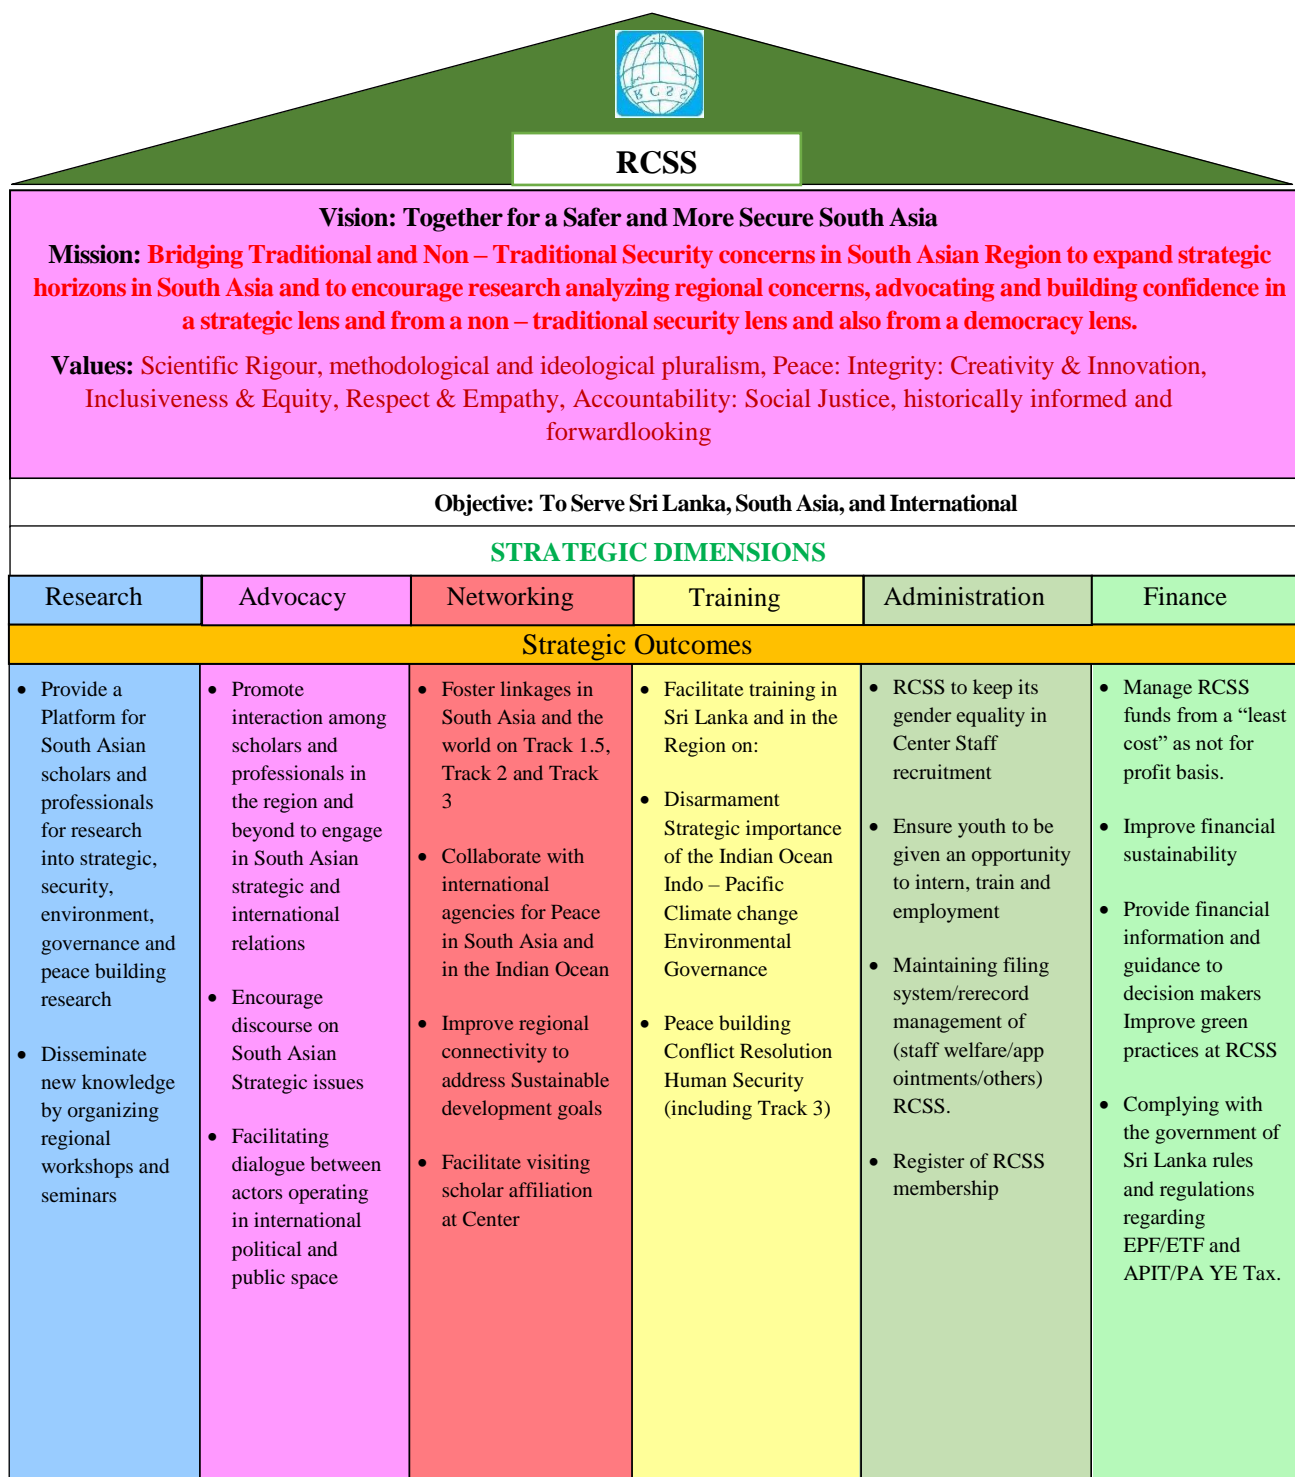 R C S S
RCSS
Vision: Together for a Safer and More Secure South Asia
Mission: Bridging Traditional and Non – Traditional Security concerns in South Asian Region to expand strategic
horizons in South Asia and to encourage research analyzing regional concerns, advocating and building confidence in
a strategic lens and from a non – traditional security lens and also from a democracy lens.
Values: Scientific Rigour, methodological and ideological pluralism, Peace: Integrity: Creativity & Innovation,
Inclusiveness & Equity, Respect & Empathy, Accountability: Social Justice, historically informed and
forwardlooking
Objective: To Serve Sri Lanka, South Asia, and International
STRATEGIC DIMENSIONS
Research
Advocacy
Networking
Training
Administration
Finance
Strategic Outcomes
• Provide a
Platform for
South Asian
scholars and
professionals
for research
into strategic,
security,
environment,
governance and
peace building
research
• Disseminate
new knowledge
by organizing
regional
workshops and
seminars
• Promote
interaction among
scholars and
professionals in
the region and
beyond to engage
in South Asian
strategic and
international
relations
• Encourage
discourse on
South Asian
Strategic issues
• Facilitating
dialogue between
actors operating
in international
political and
public space
• Foster linkages in
South Asia and the
world on Track 1.5,
Track 2 and Track
3
• Collaborate with
international
agencies for Peace
in South Asia and
in the Indian Ocean
• Improve regional
connectivity to
address Sustainable
development goals
• Facilitate visiting
scholar affiliation
at Center
• Facilitate training in
Sri Lanka and in the
Region on:
• Disarmament
Strategic importance
of the Indian Ocean
Indo – Pacific
Climate change
Environmental
Governance
• Peace building
Conflict Resolution
Human Security
(including Track 3)
• RCSS to keep its
gender equality in
Center Staff
recruitment
• Ensure youth to be
given an opportunity
to intern, train and
employment
• Maintaining filing
system/rerecord
management of
(staff welfare/app
ointments/others)
RCSS.
• Register of RCSS
membership
• Manage RCSS
funds from a “least
cost” as not for
profit basis.
• Improve financial
sustainability
• Provide financial
information and
guidance to
decision makers
Improve green
practices at RCSS
• Complying with
the government of
Sri Lanka rules
and regulations
regarding
EPF/ETF and
APIT/PA YE Tax.